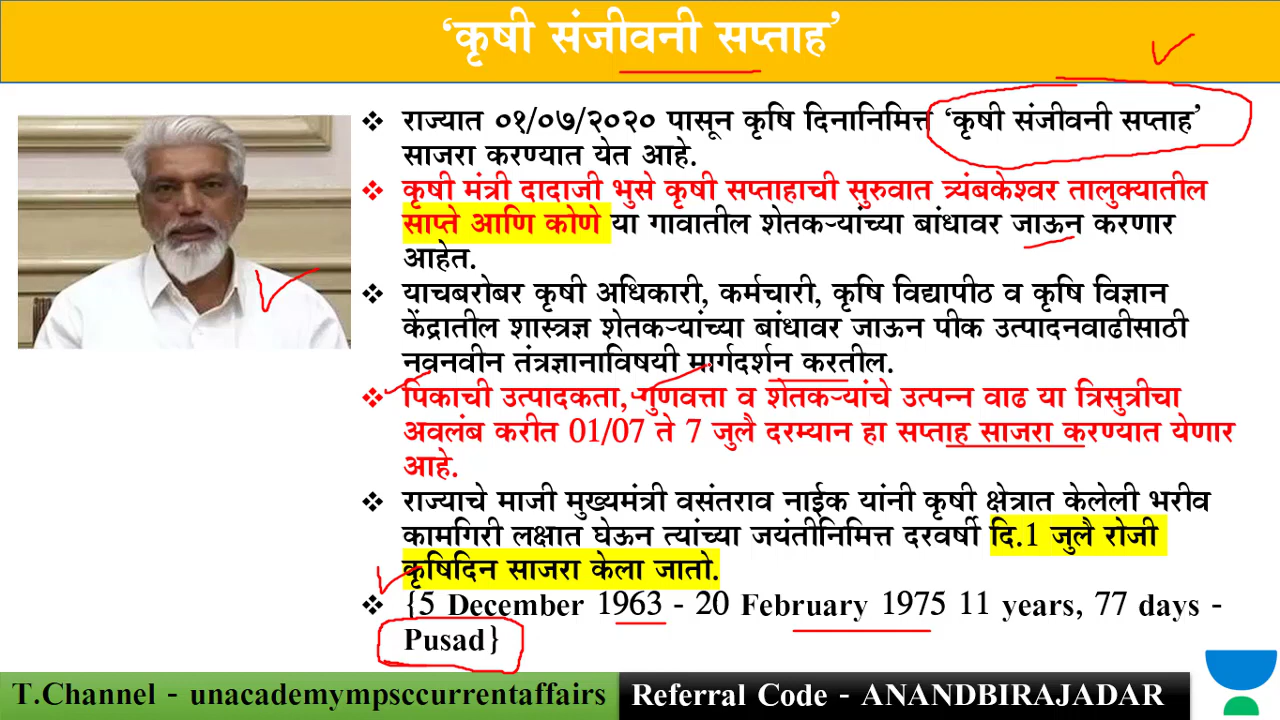 ‘कृषी संजीवनी सप्ताह’
❖ राज्यात ०१/०७/२०२० पासून कृषि दिनानिमित्त ‘कृषी संजीवनी सप्ताह’
साजरा करण्यात येत आहे.
❖ कृषी मंत्री दादाजी भुसे कृषी सप्ताहाची सुरुवात त्र्यंबकेश्वर तालुक्यातील
साप्ते आणि कोणे या गावातील शेतकऱ्यांच्या बांधावर जाऊन करणार
आहेत.
❖ याचबरोबर कृषी अधिकारी, कर्मचारी, कृषि विद्यापीठ व कृषि विज्ञान
केंद्रातील शास्त्रज्ञ शेतकऱ्यांच्या बांधावर जाऊन पीक उत्पादनवाढीसाठी
नवनवीन तंत्रज्ञानाविषयी मार्गदर्शन करतील.
❖ पिकाची उत्पादकता, गुणवत्ता व शेतकऱ्यांचे उत्पन्न वाढ या त्रिसुत्रीचा
अवलंब करीत 01/07 ते 7 जुलै दरम्यान हा सप्ताह साजरा करण्यात येणार
आहे.
❖ राज्याचे माजी मुख्यमंत्री वसंतराव नाईक यांनी कृषी क्षेत्रात केलेली भरीव
कामगिरी लक्षात घेऊन त्यांच्या जयंतीनिमित्त दरवर्षी दि.1 जुलै रोजी
कृषिदिन साजरा केला जातो.
❖ {5 December 1963 - 20 February 1975 11 years, 77 days -
Pusad}
T.Channel - unacademympsccurrentaffairs Referral Code - ANANDBIRAJADAR